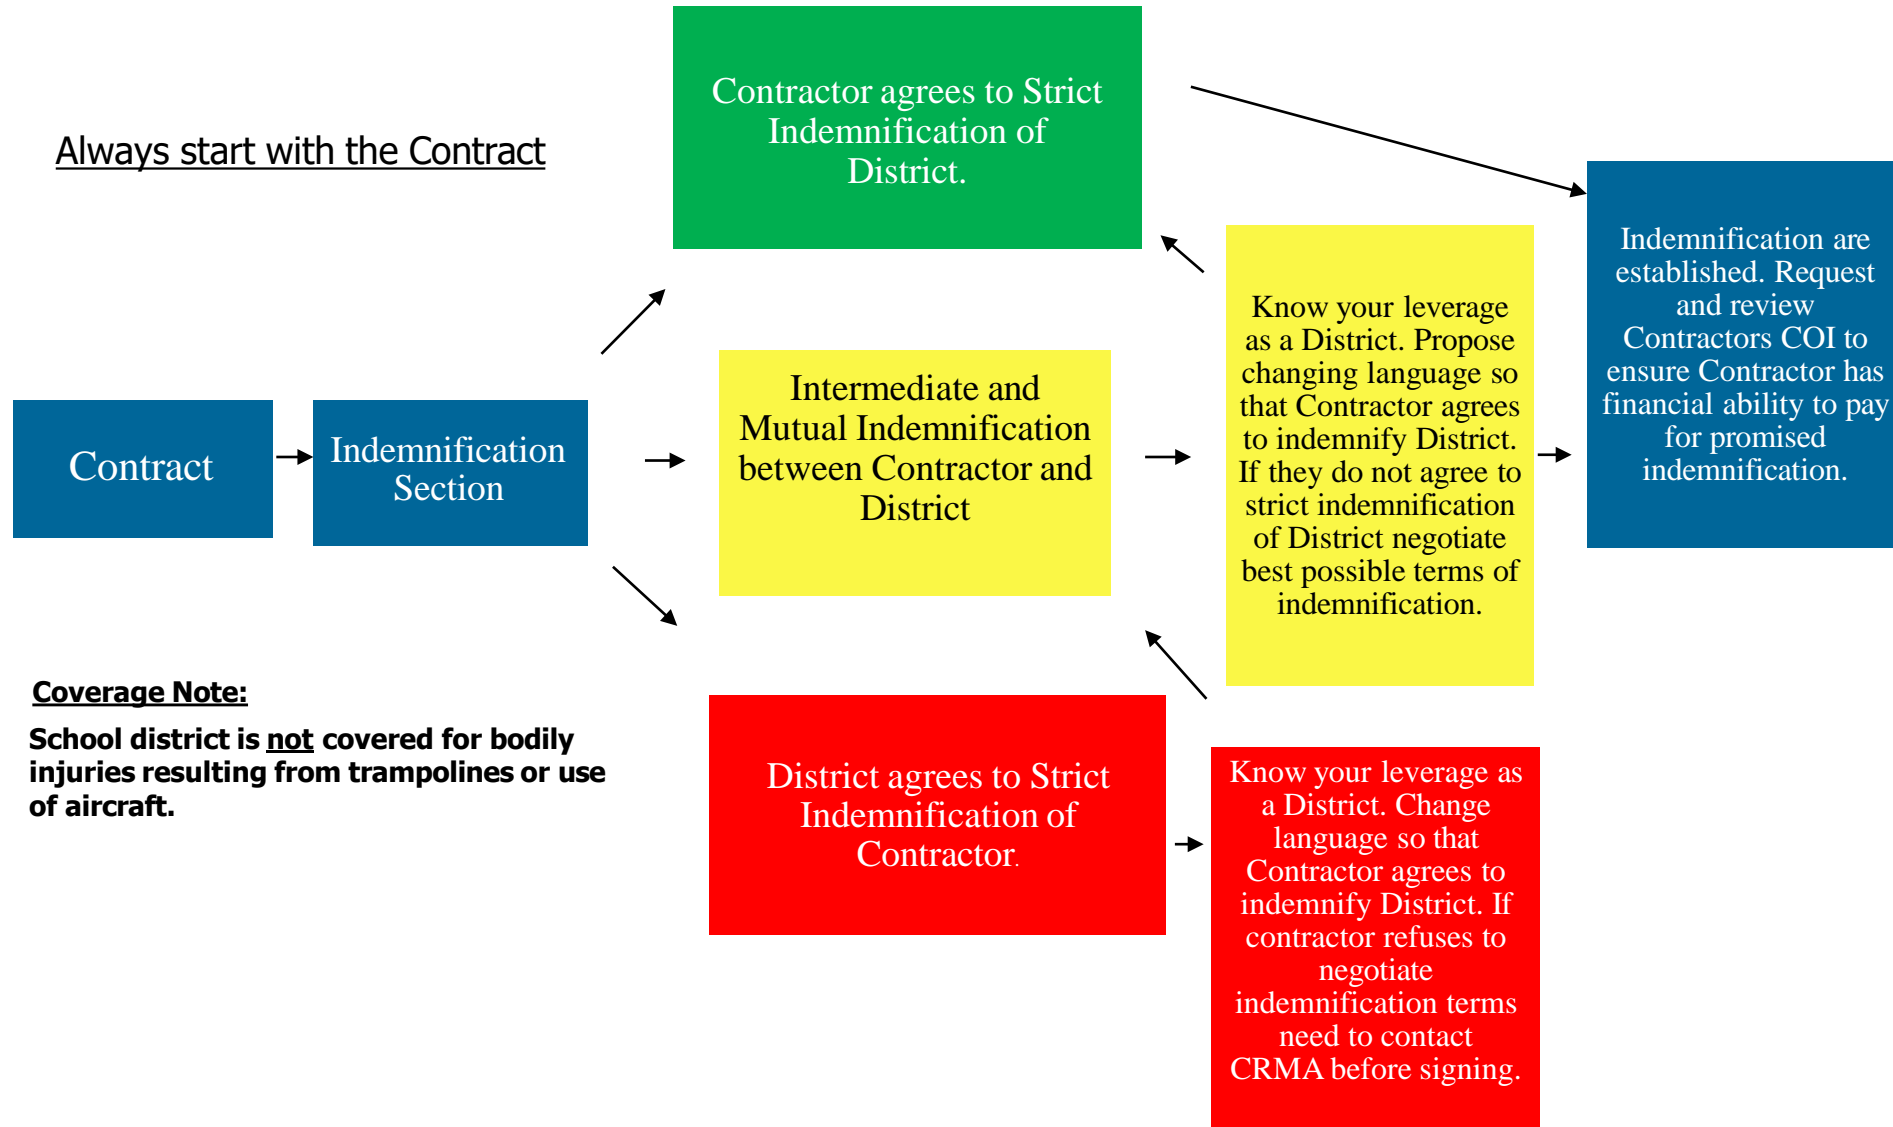 Always start with the Contract
Contract
Indemnification
Section
Contractor agrees to Strict
Indemnification of
District.
Intermediate and
Mutual Indemnification
between Contractor and
District
District agrees to Strict
Indemnification of
Contractor.
Know your leverage
as a District. Propose
changing language so
that Contractor agrees
to indemnify District.
If they do not agree to
strict indemnification
of District negotiate
best possible terms of
indemnification.
Know your leverage as
a District. Change
language so that
Contractor agrees to
indemnify District. If
contractor refuses to
negotiate
indemnification terms
need to contact
CRMA before signing.
Indemnification are
established. Request
and review
Contractors COI to
ensure Contractor has
financial ability to pay
for promised
indemnification.
Coverage Note:
School district is not covered for bodily
injuries resulting from trampolines or use
of aircraft.